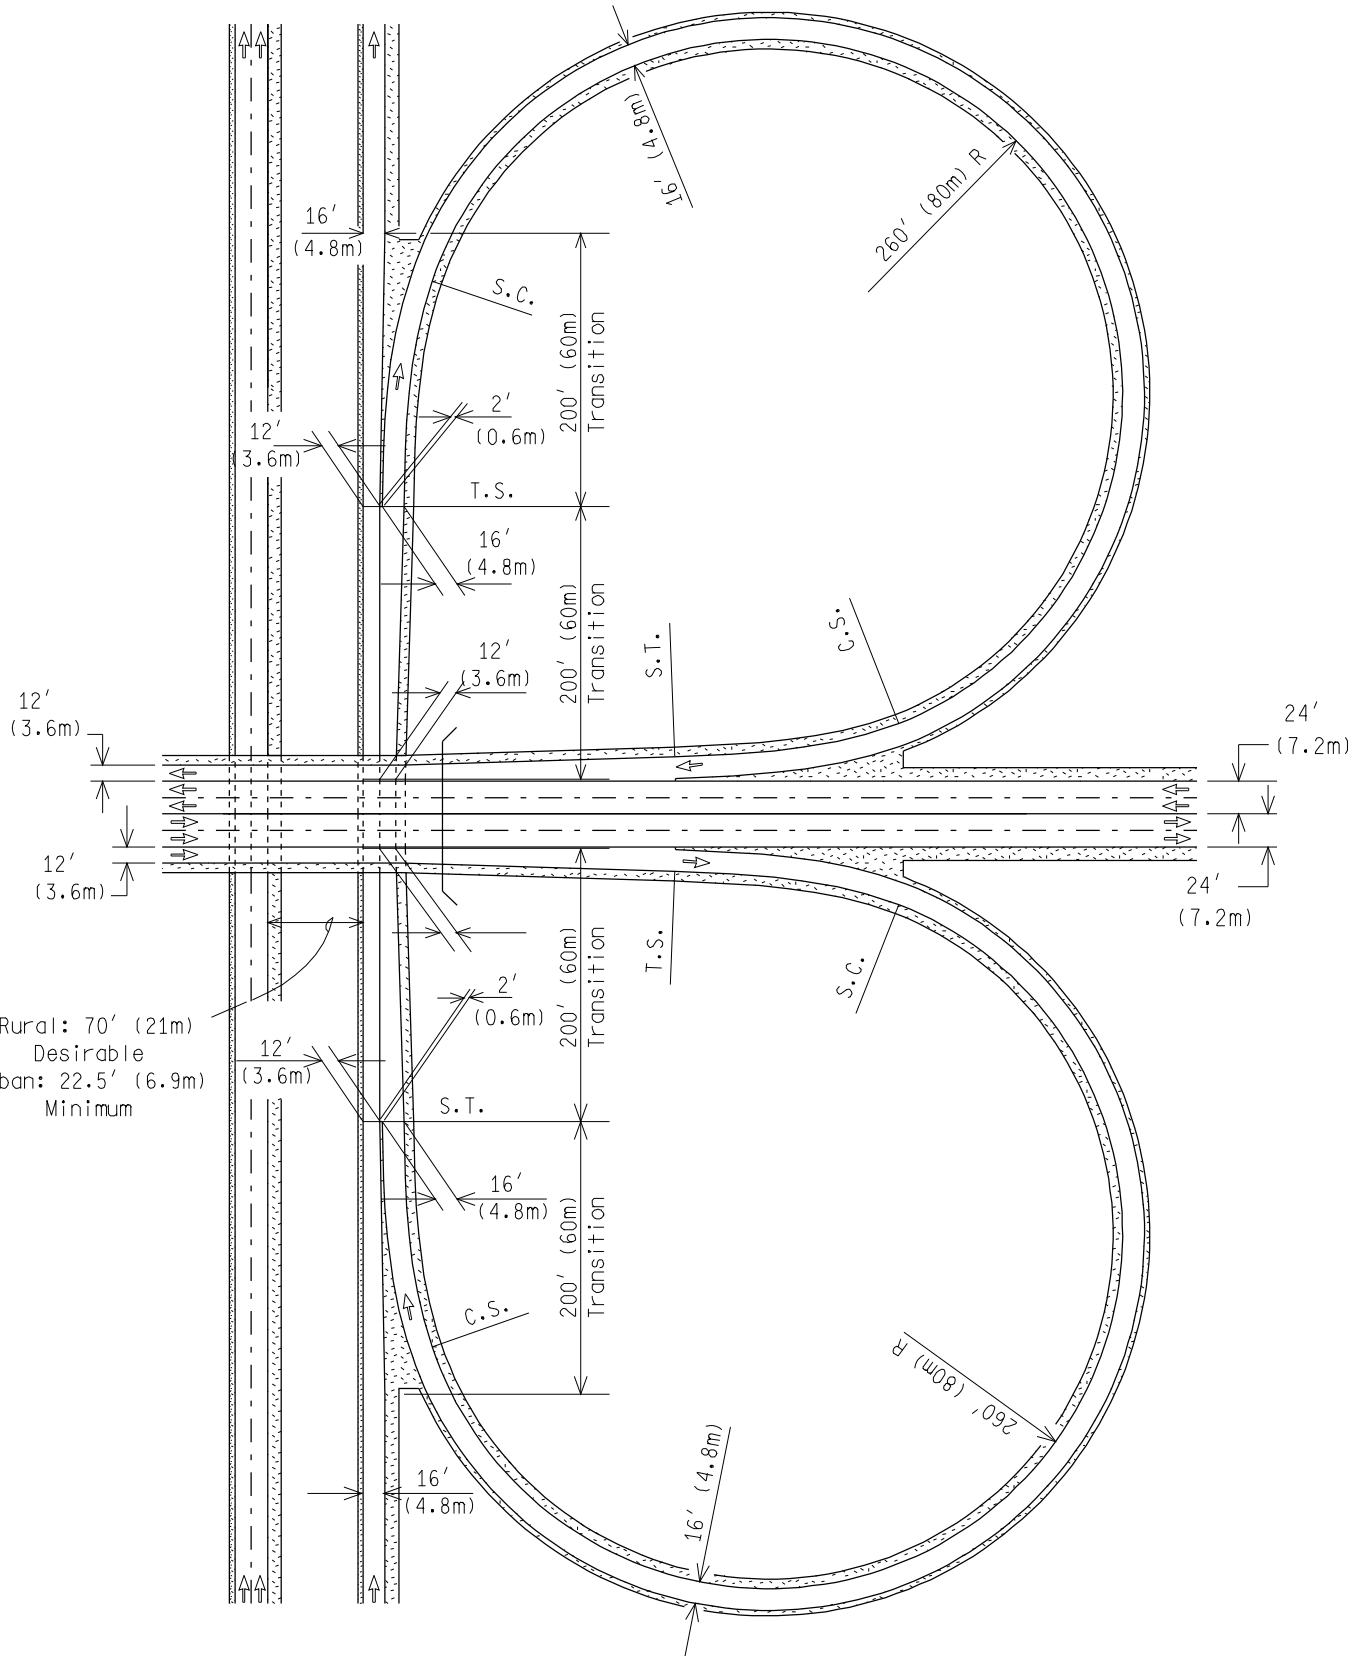 16' (4.8m)
260' (80m) R
16'
(4.8m)
S.C.
200' (60m)
Transition
2'
(0.6m)
12'
(3.6m)
T.S.
16'
(4.8m)
200' (60m)
Transition
12'
(3.6m)
S.T.
C.S.
12'
(3.6m)
24'
(7.2m)
12'
(3.6m)
24'
(7.2m)
T.S.
S.C.
200' (60m)
Transition
2'
(0.6m)
Rural: 70' (21m)
Desirable
ban: 22.5' (6.9m)
Minimum
12'
(3.6m)
S.T.
16'
(4.8m)
200' (60m)
Transition
C.S.
260' (80m) R
16' (4.8m)
16'
(4.8m)